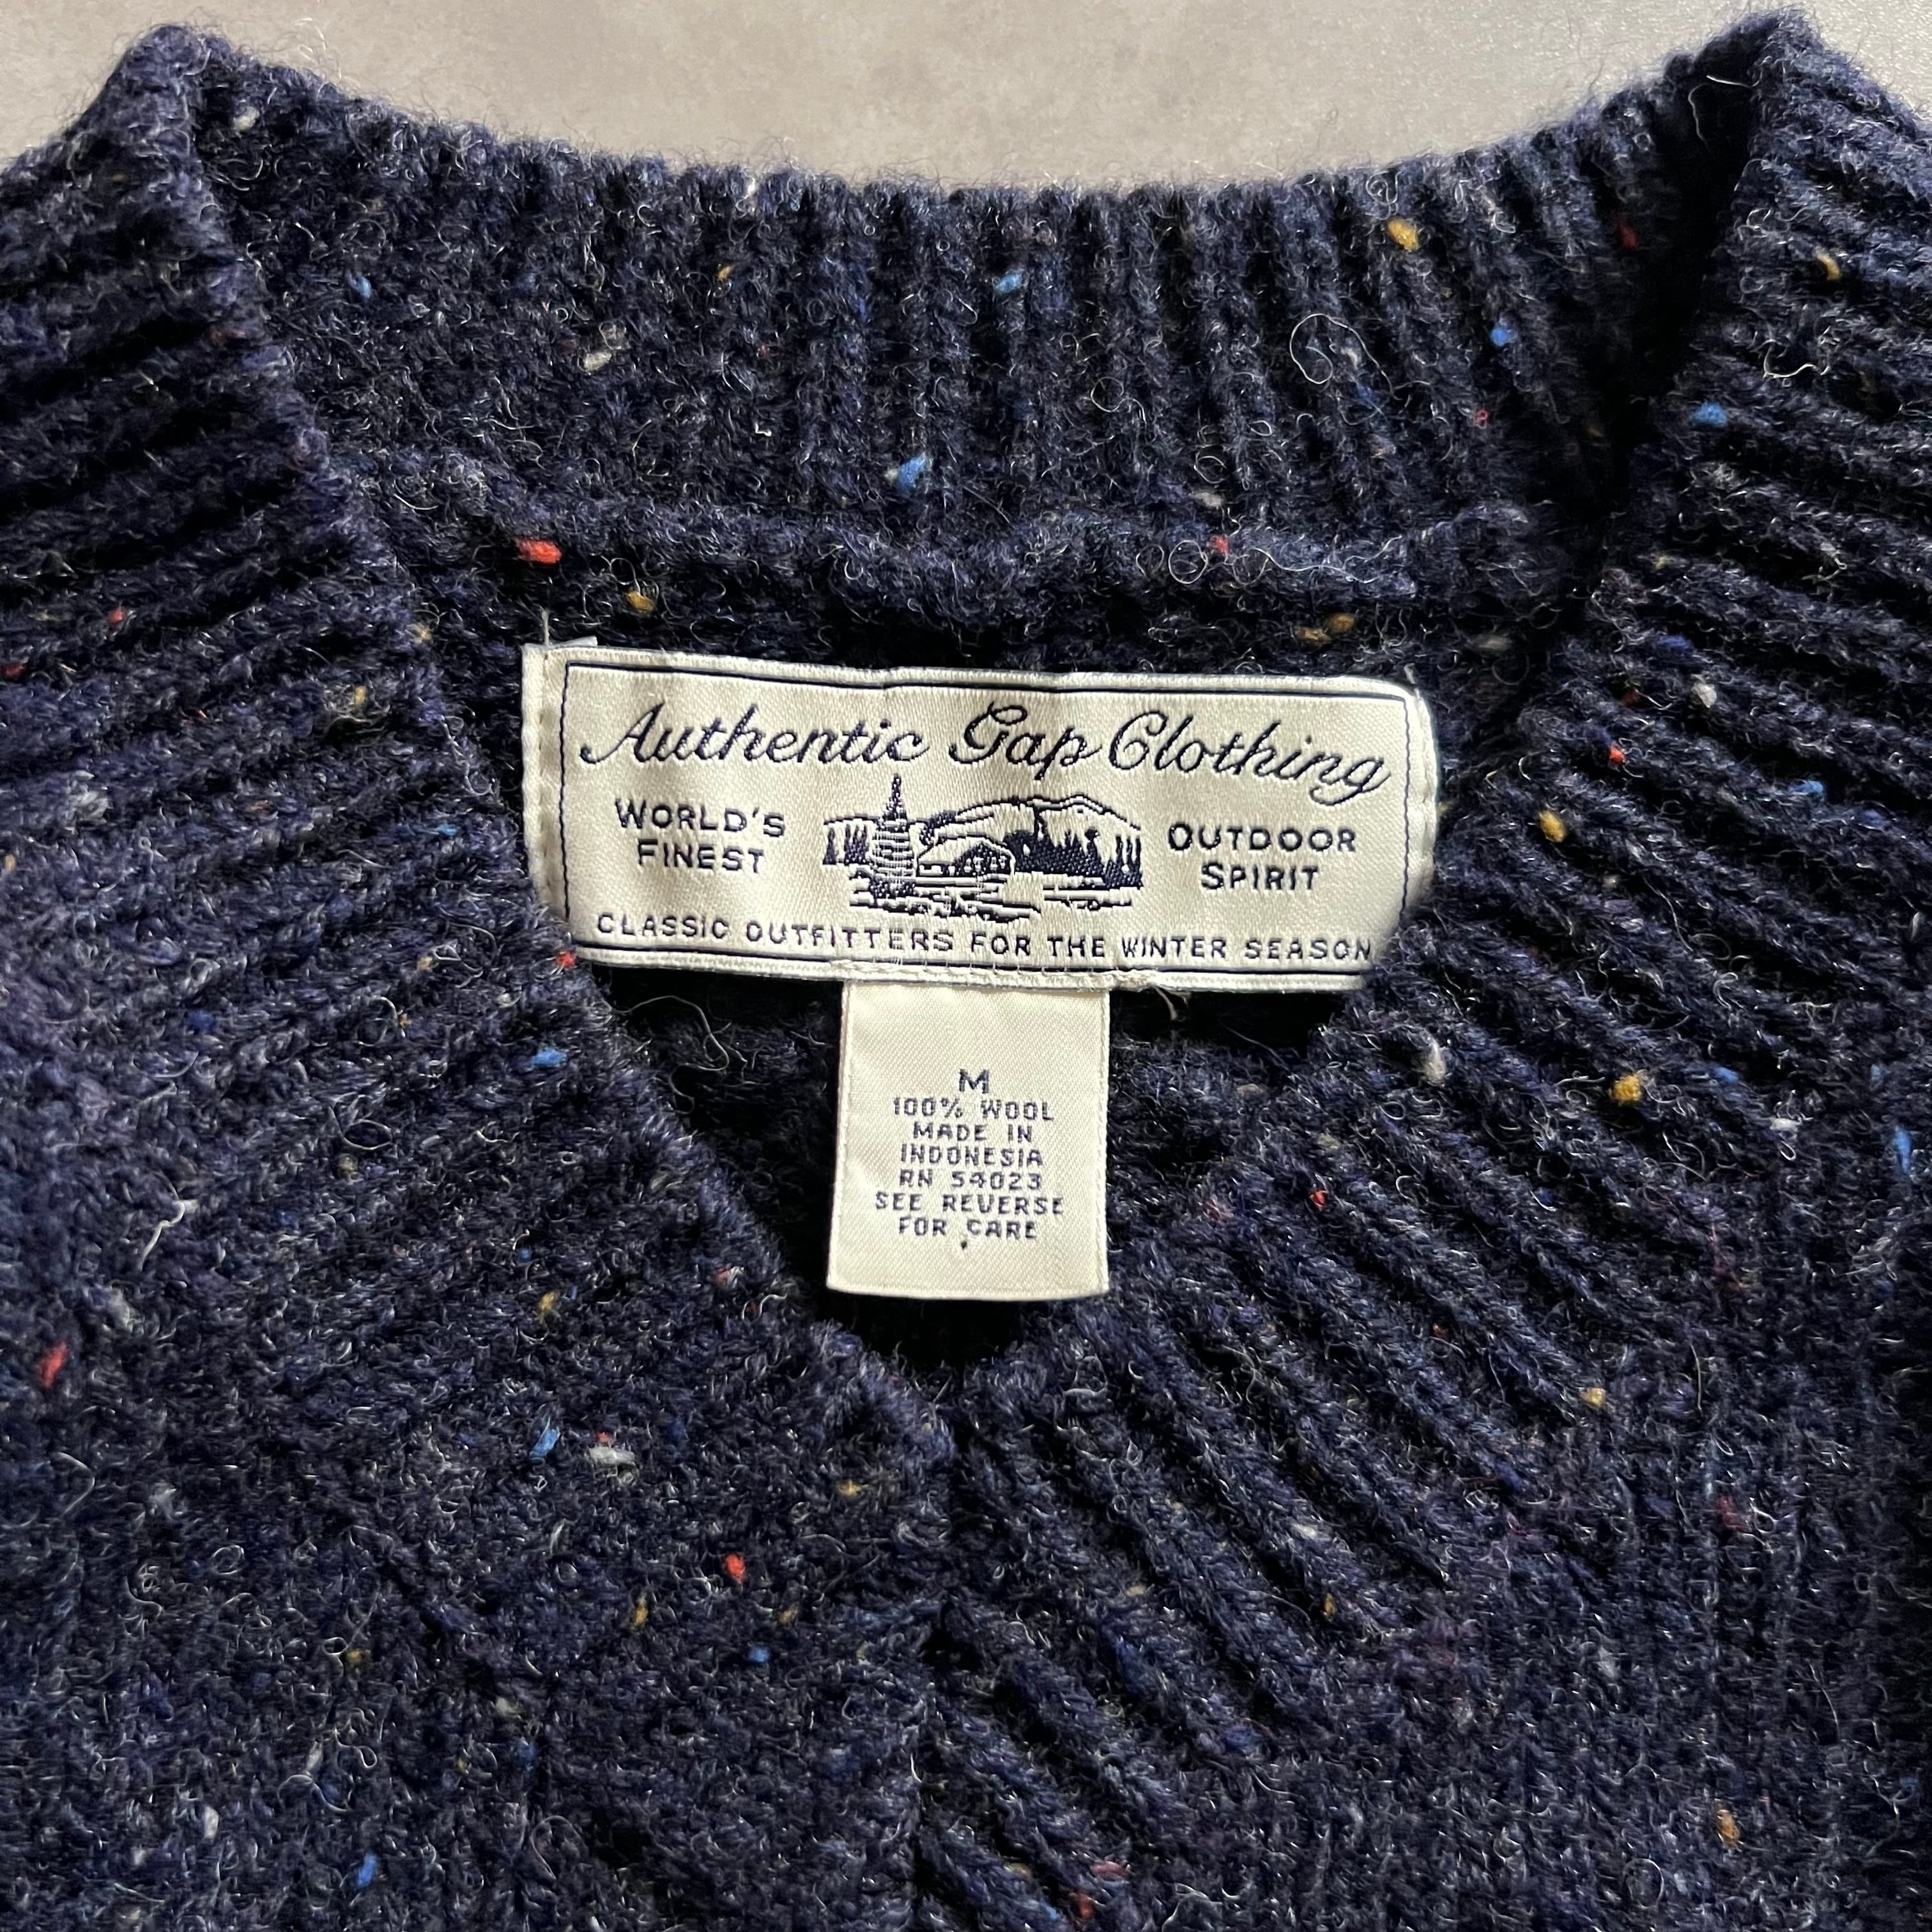 Authentic Gap Clothing
WORLD'S FINEST
OUTDOOR SPIRIT
CLASSIC OUTFITTERS FOR THE WINTER SEASON
M
100% WOOL
MADE IN
INDONESIA
RN 54023
SEE REVERSE
FOR CARE